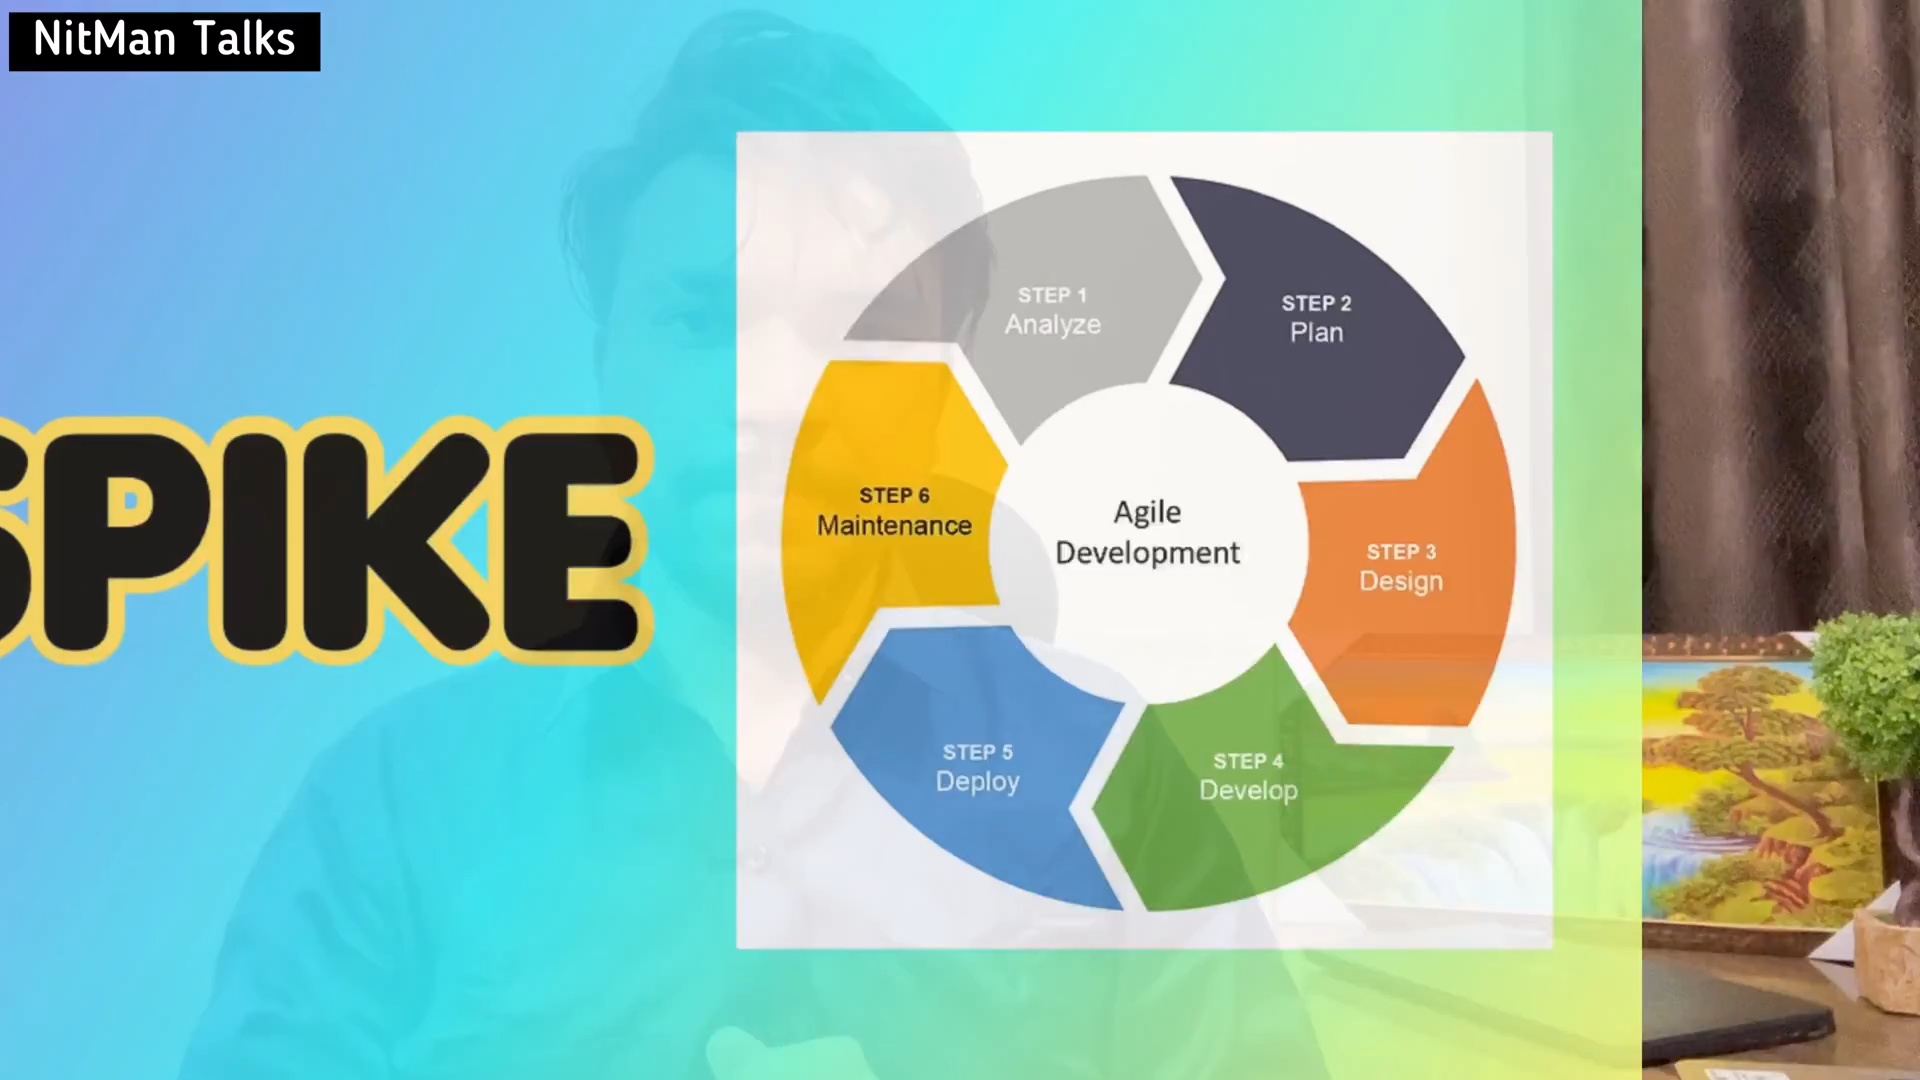 NitMan Talks
SPIKE
STEP 1
Analyze
STEP 2
Plan
STEP 3
Design
STEP 4
Develop
STEP 5
Deploy
STEP 6
Maintenance
Agile
Development